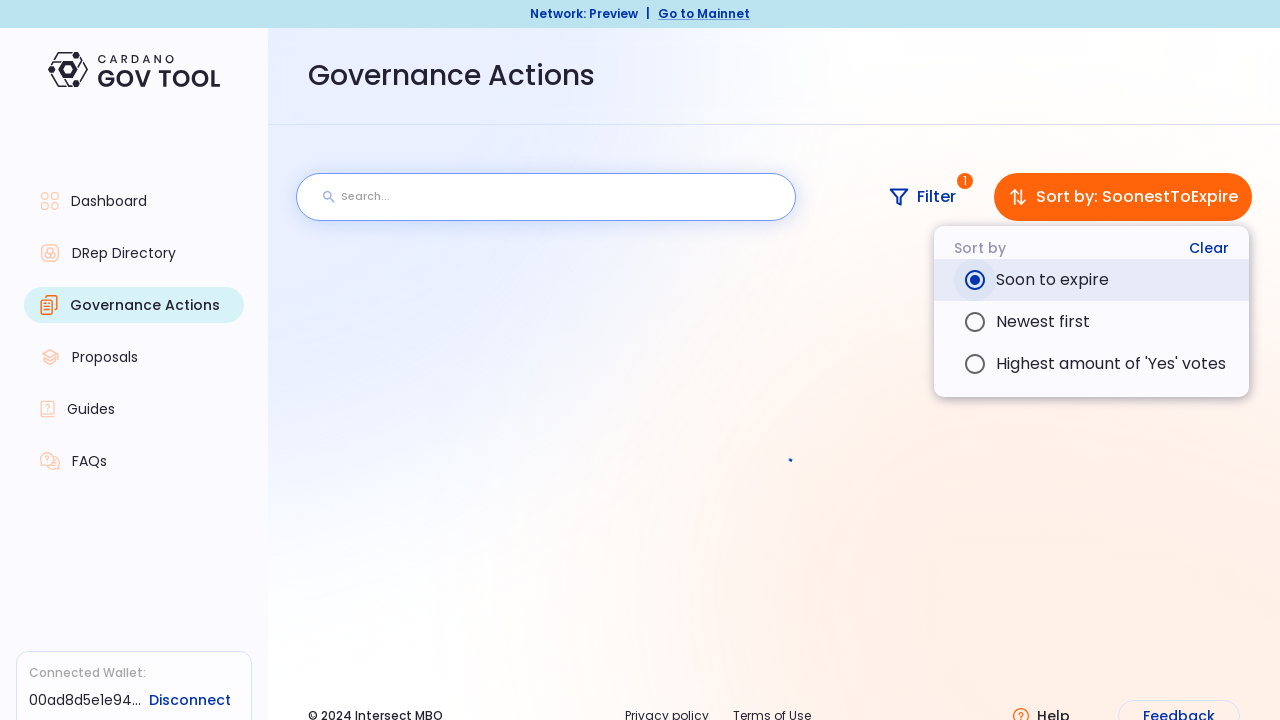 Network: Preview | Go to Mainnet
CARDANO
GOV TOOL
Dashboard
DRep Directory
Governance Actions
Proposals
Guides
FAQs
Connected Wallet:
00ad8d5e1e94... Disconnect
Governance Actions
Search...
Filter
1
Sort by: SoonestToExpire
Sort by
Clear
Soon to expire
Newest first
Highest amount of 'Yes' votes
© 2024 Intersect MBO
Privacy policy
Terms of Use
Help
Feedback